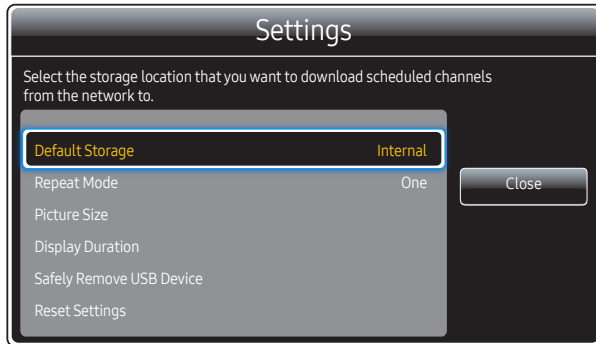 Settings
Select the storage location that you want to download scheduled channels
from the network to.
Default Storage Internal
Repeat Mode One
Close
Picture Size
Display Duration
Safely Remove USB Device
Reset Settings